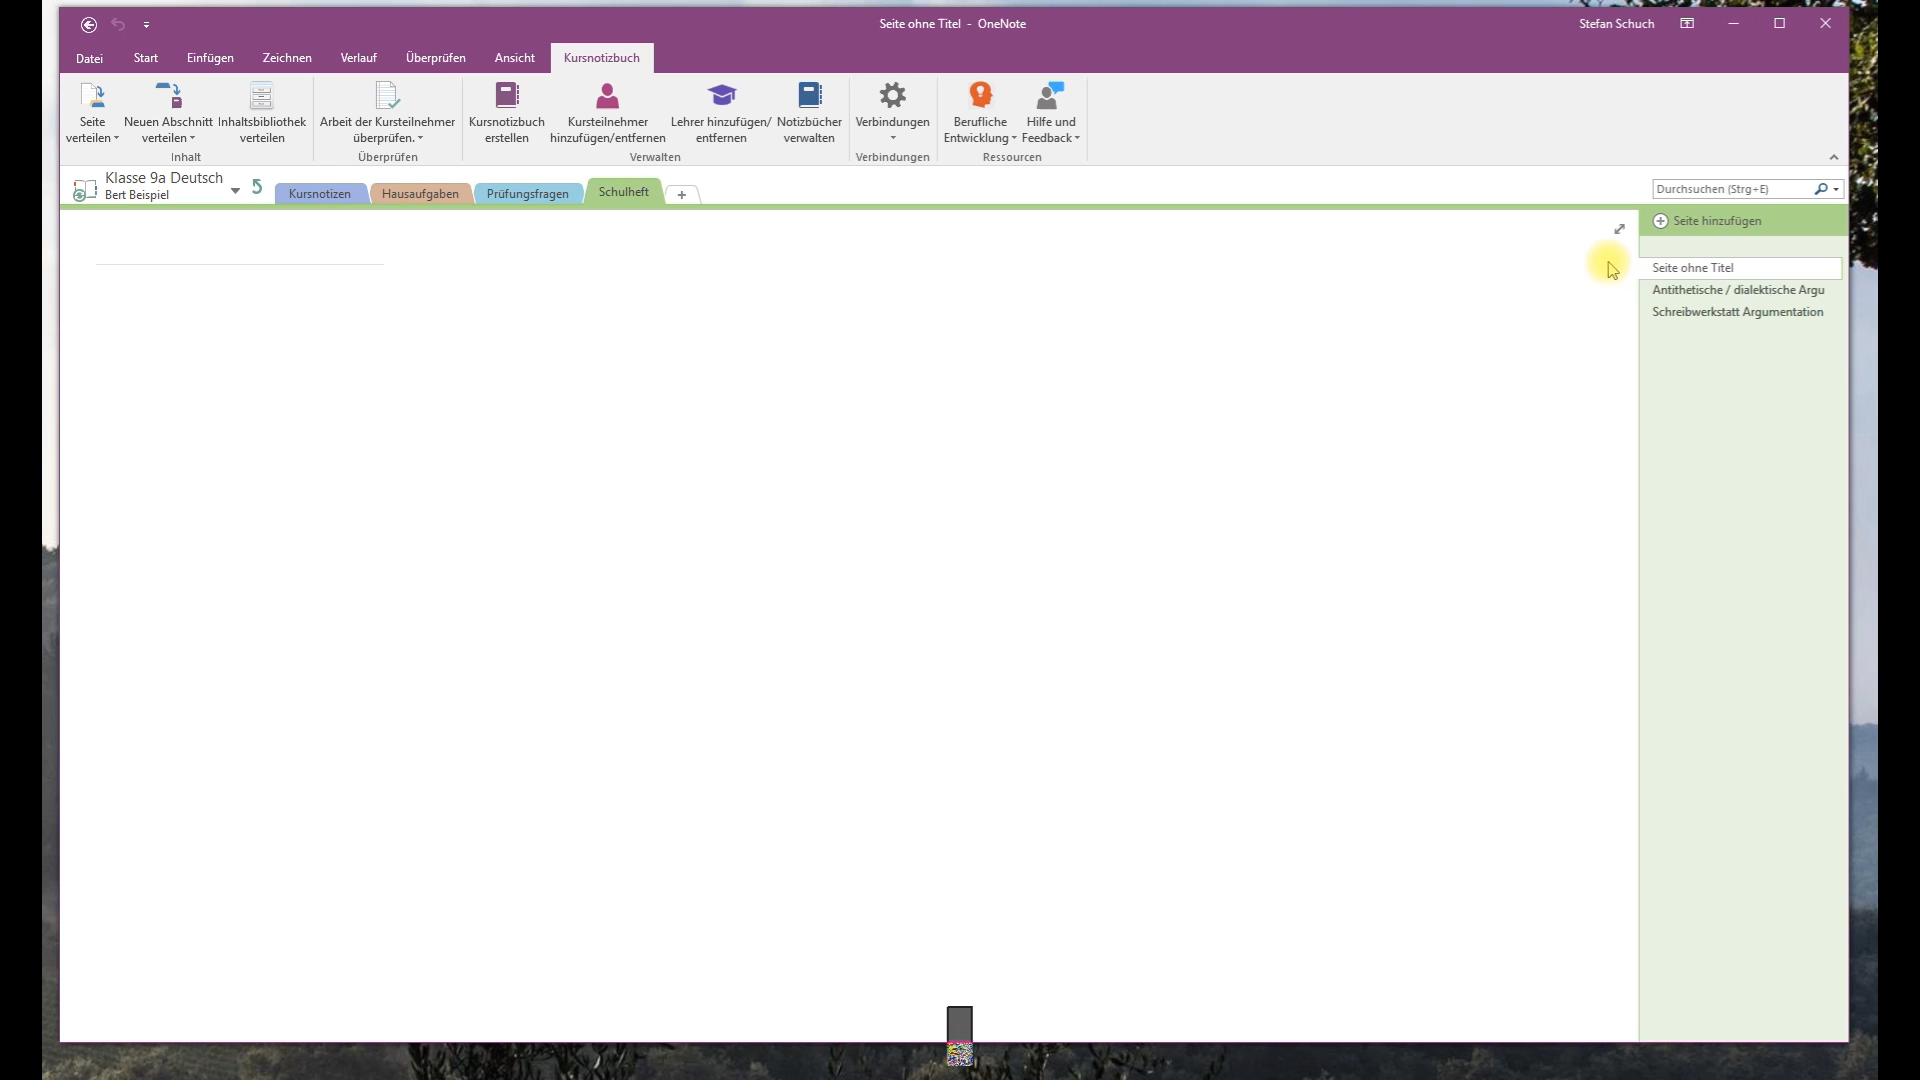 Seite ohne Titel - OneNote
Stefan Schuch
Datei Start Einfügen Zeichnen Verlauf Überprüfen Ansicht Kursnotizbuch
Seite verteilen
Neuen Abschnitt verteilen
Inhaltsbibliothek verteilen
Arbeit der Kursteilnehmer überprüfen.
Kursnotizbuch erstellen
Kursteilnehmer hinzufügen/entfernen
Lehrer hinzufügen/ entfernen
Notizbücher verwalten
Verbindungen
Berufliche Entwicklung
Hilfe und Feedback
Inhalt
Überprüfen
Verwalten
Verbindungen
Ressourcen
Klasse 9a Deutsch
Bert Beispiel
Kursnotizen
Hausaufgaben
Prüfungsfragen
Schulheft
Durchsuchen (Strg+E)
Seite hinzufügen
Seite ohne Titel
Antithetische / dialektische Argu
Schreibwerkstatt Argumentation